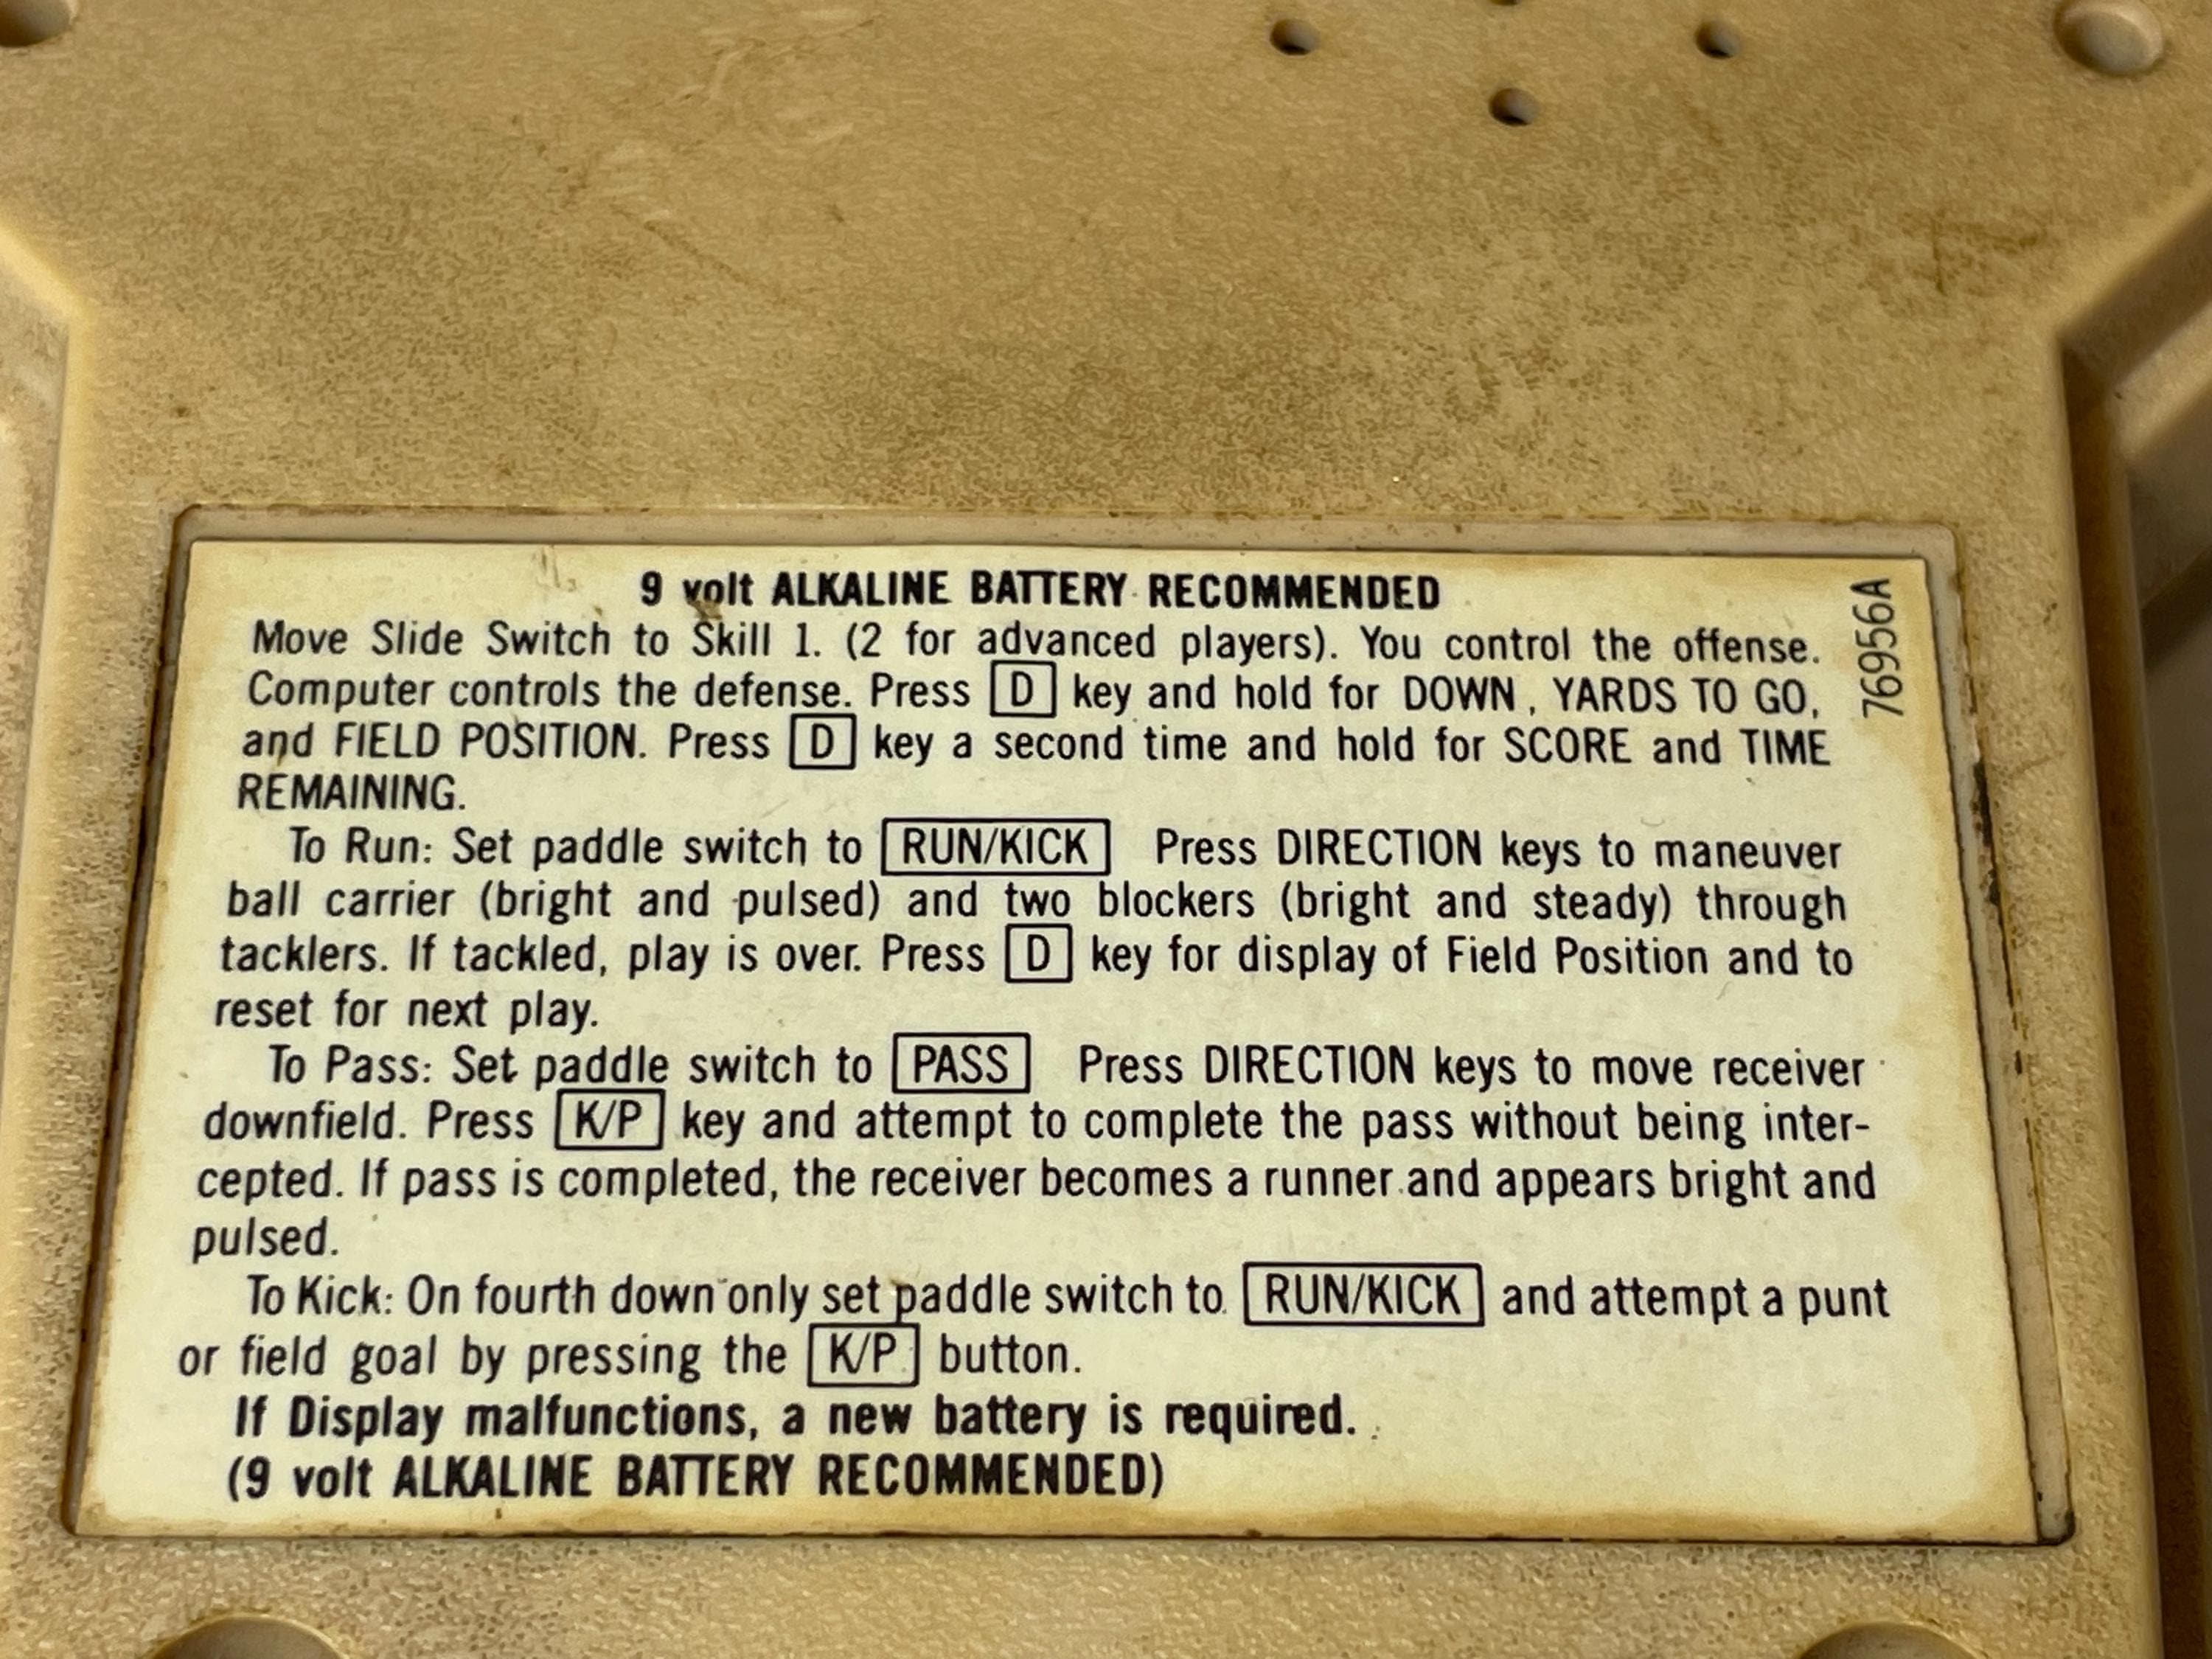 9 volt ALKALINE BATTERY RECOMMENDED
Move Slide Switch to Skill 1. (2 for advanced players). You control the offense.
Computer controls the defense. Press D key and hold for DOWN, YARDS TO GO,
and FIELD POSITION. Press D key a second time and hold for SCORE and TIME
REMAINING.
To Run: Set paddle switch to RUN/KICK Press DIRECTION keys to maneuver
ball carrier (bright and pulsed) and two blockers (bright and steady) through
tacklers. If tackled, play is over. Press D key for display of Field Position and to
reset for next play.
To Pass: Set paddle switch to PASS Press DIRECTION keys to move receiver
downfield. Press K/P key and attempt to complete the pass without being inter-
cepted. If pass is completed, the receiver becomes a runner and appears bright and
pulsed.
To Kick: On fourth down only set paddle switch to RUN/KICK and attempt a punt
or field goal by pressing the K/P button.
If Display malfunctions, a new battery is required.
(9 volt ALKALINE BATTERY RECOMMENDED)
76956A